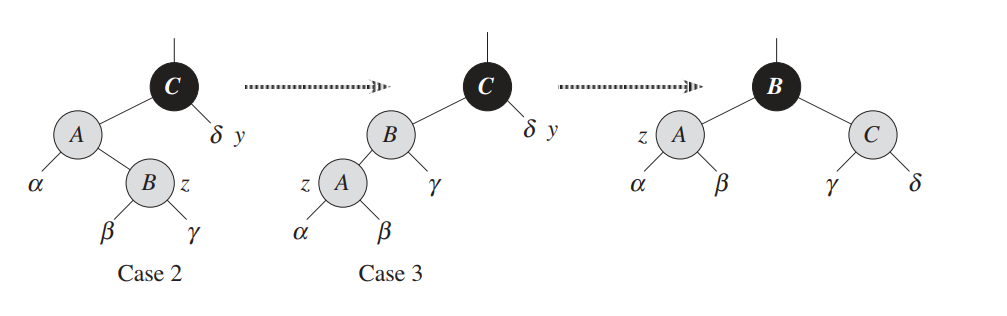 C C B
A δ y B δ y z A C
α B z z A γ α β γ δ
β γ α β
Case 2 Case 3